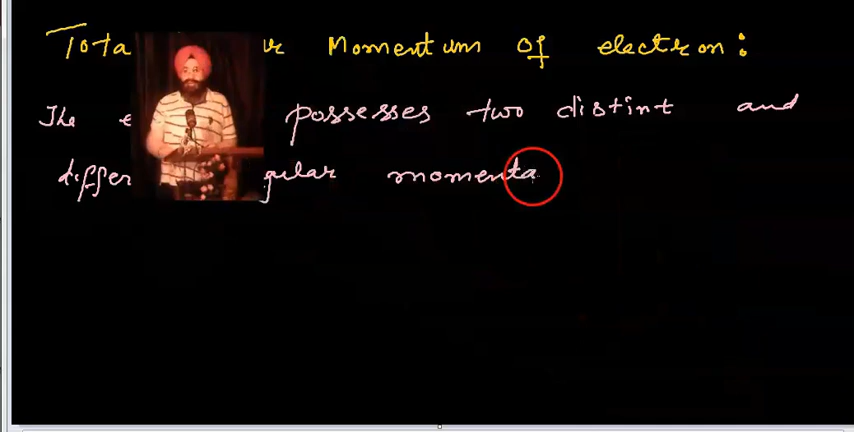 Tota r Momentum of electron:
The e possesses two distint and
differ gular momenta